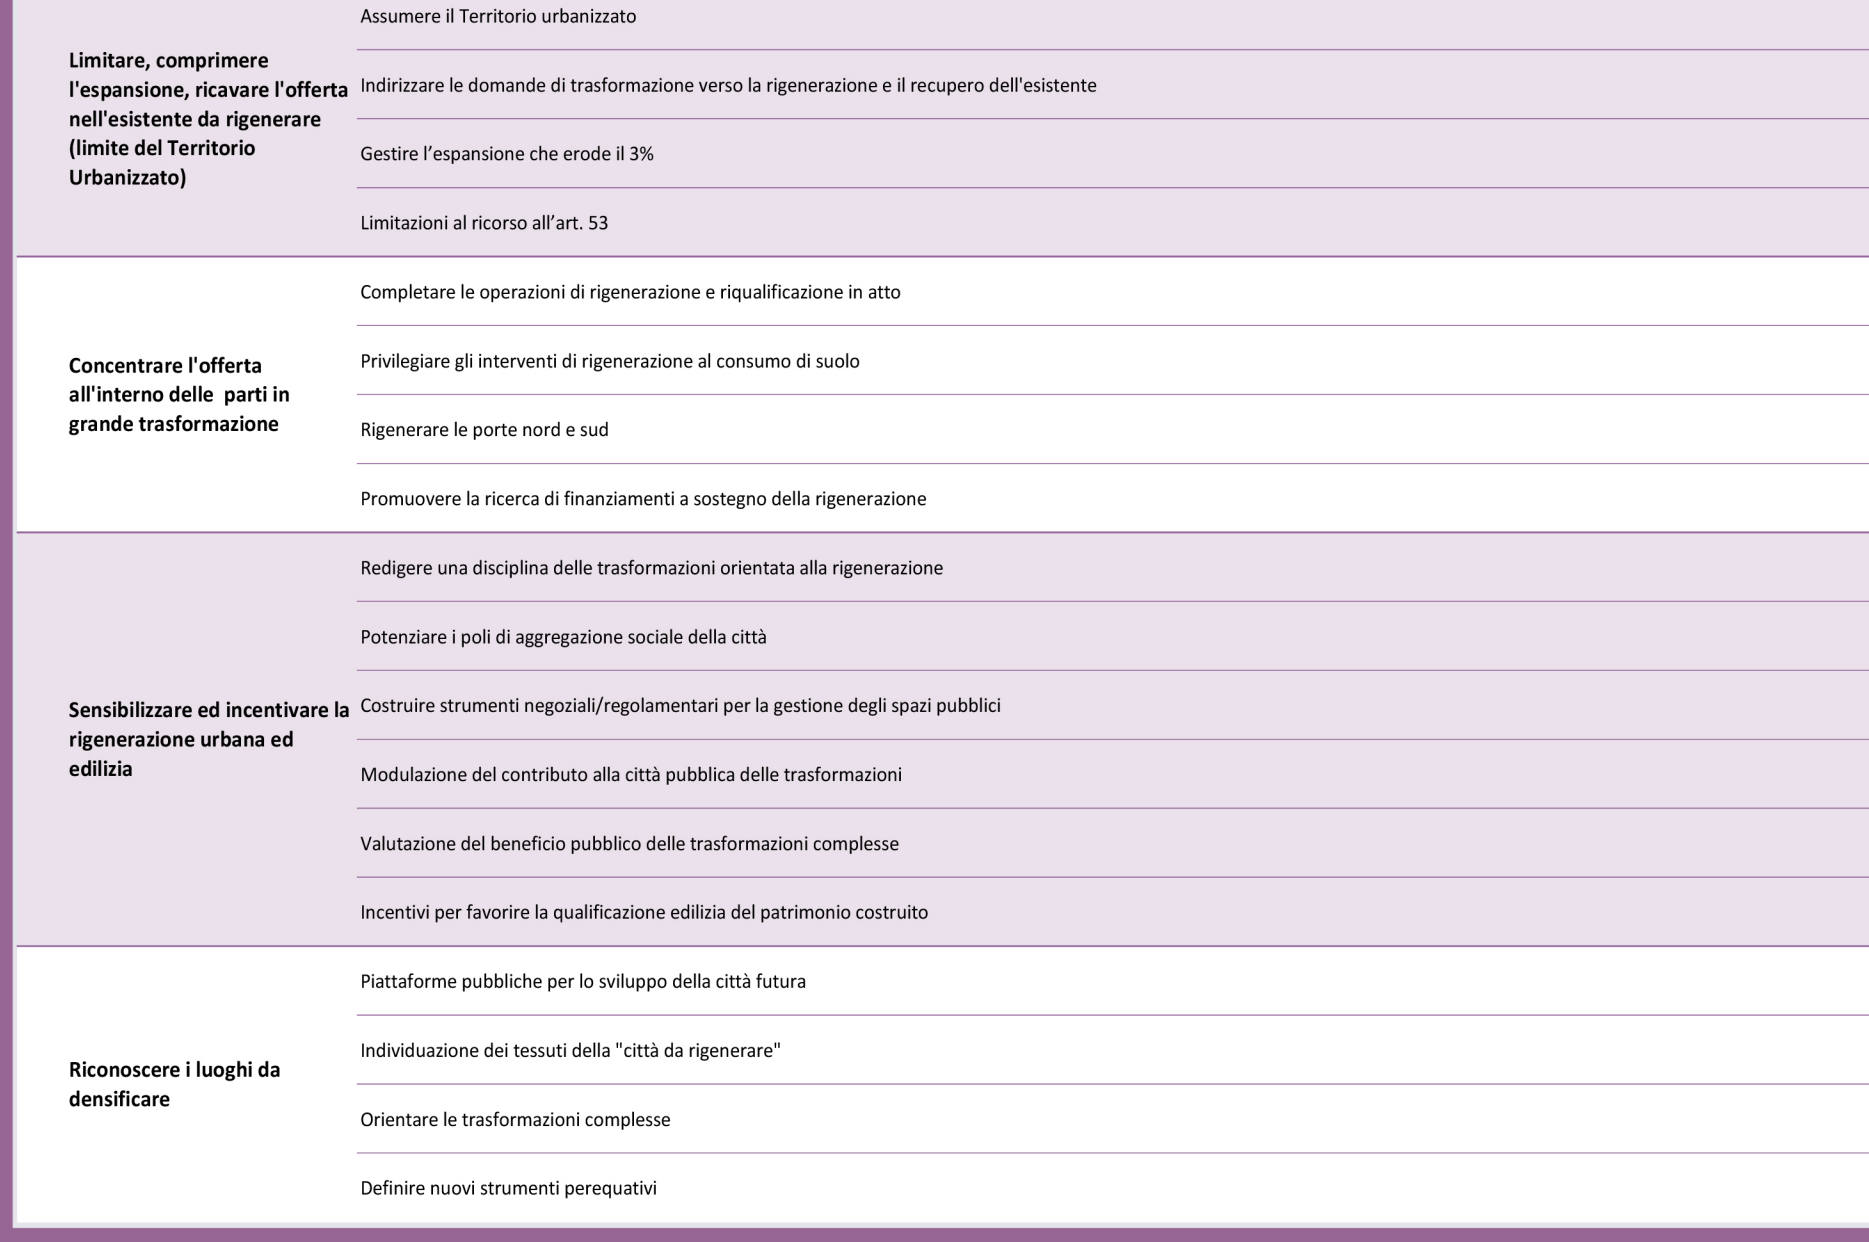 Limitare, comprimere
l'espansione, ricavare l'offerta
nell'esistente da rigenerare
(limite del Territorio
Urbanizzato)
Assumere il Territorio urbanizzato
Indirizzare le domande di trasformazione verso la rigenerazione e il recupero dell'esistente
Gestire l’espansione che erode il 3%
Limitazioni al ricorso all’art. 53
Concentrare l'offerta
all'interno delle  parti in
grande trasformazione
Completare le operazioni di rigenerazione e riqualificazione in atto
Privilegiare gli interventi di rigenerazione al consumo di suolo
Rigenerare le porte nord e sud
Promuovere la ricerca di finanziamenti a sostegno della rigenerazione
Sensibilizzare ed incentivare la
rigenerazione urbana ed
edilizia
Redigere una disciplina delle trasformazioni orientata alla rigenerazione
Potenziare i poli di aggregazione sociale della città
Costruire strumenti negoziali/regolamentari per la gestione degli spazi pubblici
Modulazione del contributo alla città pubblica delle trasformazioni
Valutazione del beneficio pubblico delle trasformazioni complesse
Incentivi per favorire la qualificazione edilizia del patrimonio costruito
Riconoscere i luoghi da
densificare
Piattaforme pubbliche per lo sviluppo della città futura
Individuazione dei tessuti della "città da rigenerare"
Orientare le trasformazioni complesse
Definire nuovi strumenti perequativi